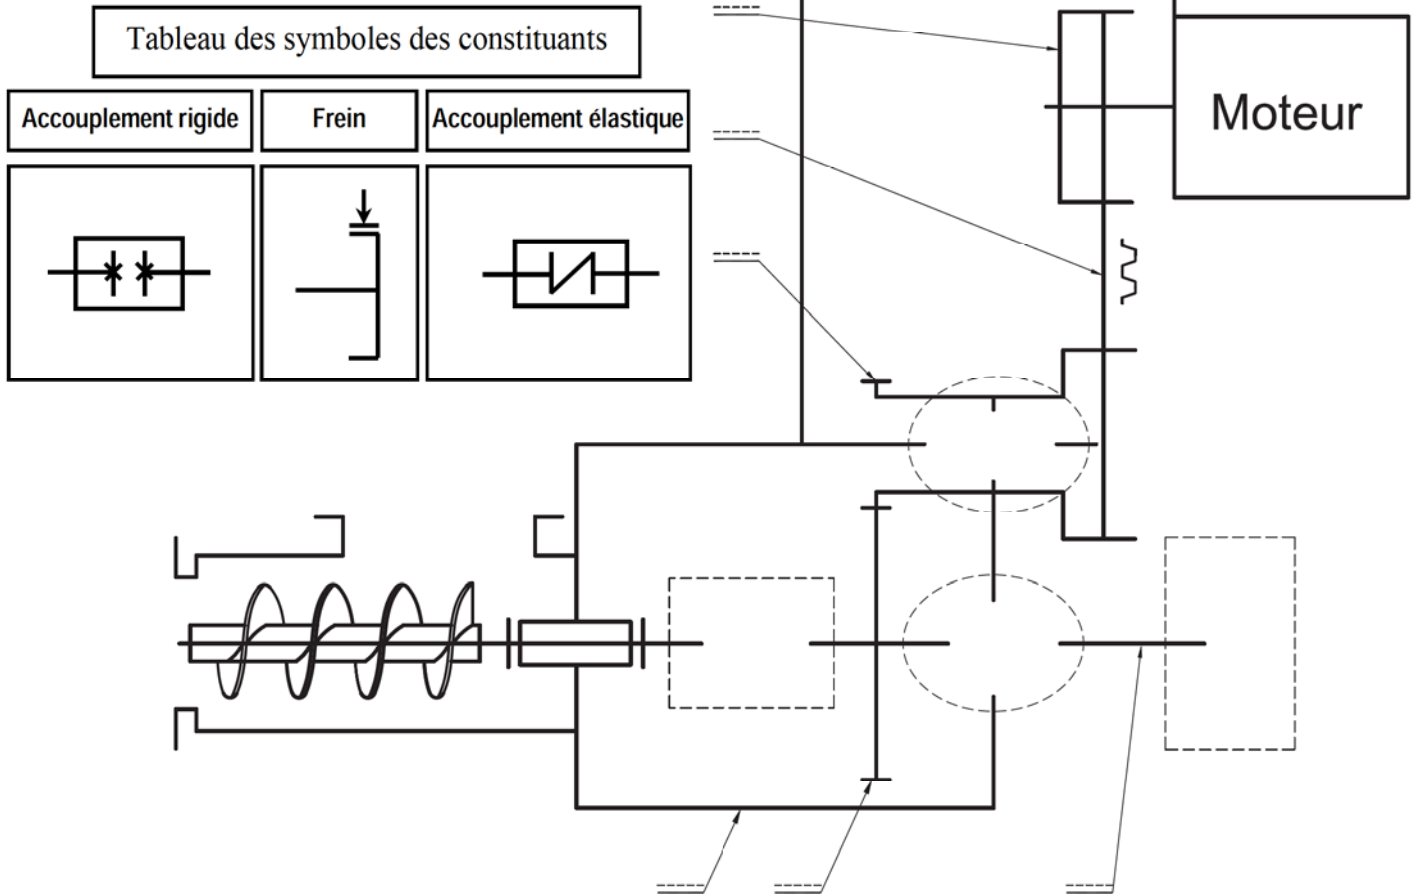 Tableau des symboles des constituants
Accouplement rigide
Frein
Accouplement élastique
Moteur